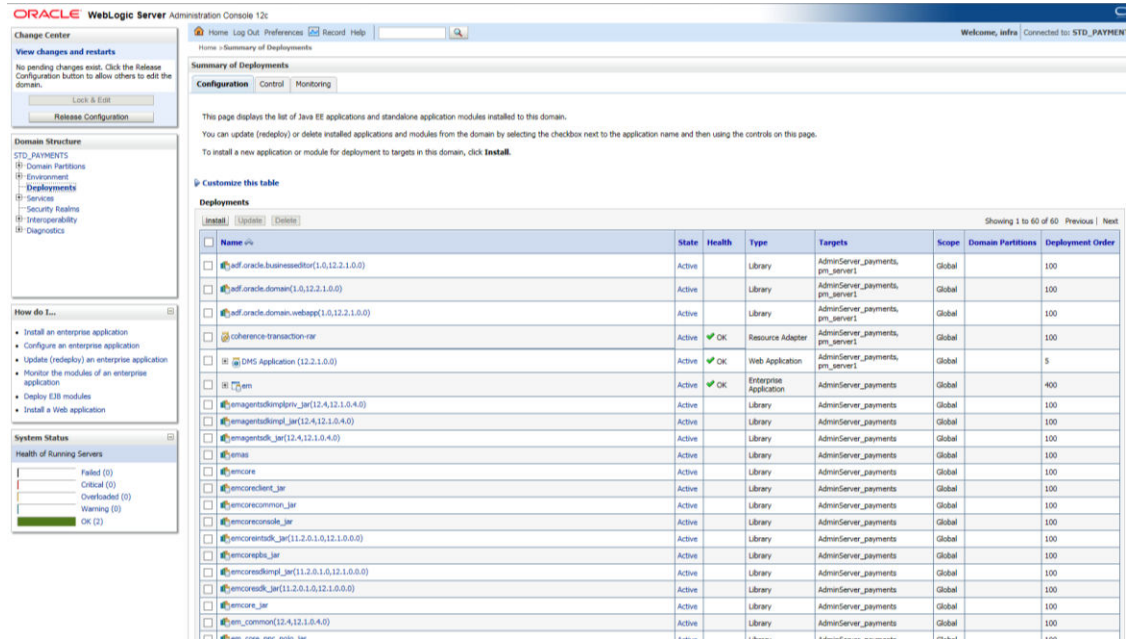 ORACLE WebLogic Server Administration Console 12c
Change Center
View changes and restarts
No pending changes exist. Click the Release
Configuration button to allow others to edit the
domain.
Lock & Edit
Release Configuration
Domain Structure
STD_PAYMENTS
Domain Partitions
Environment
Deployments
Services
Security Realms
Interoperability
Diagnostics
How do I...
Install an enterprise application
Configure an enterprise application
Update (redeploy) an enterprise application
Monitor the modules of an enterprise
application
Deploy EJB modules
Install a Web application
System Status
Health of Running Servers
Failed (0)
Critical (0)
Overloaded (0)
Warning (0)
OK (2)
Home Log Out Preferences Record Help
Welcome, infra Connected to: STD_PAYMENT
Home >Summary of Deployments
Summary of Deployments
Configuration Control Monitoring
This page displays the list of Java EE applications and standalone application modules installed to this domain.
You can update (redeploy) or delete installed applications and modules from the domain by selecting the checkbox next to the application name and then using the controls on this page.
To install a new application or module for deployment to targets in this domain, click Install.
Customize this table
Deployments
Install Update Delete Showing 1 to 60 of 60 Previous | Next
Name State Health Type Targets Scope Domain Partitions Deployment Order
adf.oracle.businesseditor(1.0,12.2.1.0.0) Active Library AdminServer_payments, pm_server1 Global 100
adf.oracle.domain(1.0,12.2.1.0.0) Active Library AdminServer_payments, pm_server1 Global 100
adf.oracle.domain.webapp(1.0,12.2.1.0.0) Active Library AdminServer_payments, pm_server1 Global 100
coherence-transaction-rar Active OK Resource Adapter AdminServer_payments, pm_server1 Global 100
DMS Application (12.2.1.0.0) Active OK Web Application AdminServer_payments, pm_server1 Global 5
em Active OK Enterprise Application AdminServer_payments Global 400
emagentsdkimplpriv_jar(12.4,12.1.0.4.0) Active Library AdminServer_payments Global 100
emagentsdkimpl_jar(12.4,12.1.0.4.0) Active Library AdminServer_payments Global 100
emagentsdk_jar(12.4,12.1.0.4.0) Active Library AdminServer_payments Global 100
emas Active Library AdminServer_payments Global 100
emcore Active Library AdminServer_payments Global 100
emcoreclient_jar Active Library AdminServer_payments Global 100
emcorecommon_jar Active Library AdminServer_payments Global 100
emcoreconsole_jar Active Library AdminServer_payments Global 100
emcoreintsdk_jar(11.2.0.1.0,12.1.0.0.0) Active Library AdminServer_payments Global 100
emcorepbs_jar Active Library AdminServer_payments Global 100
emcoresdkimpl_jar(11.2.0.1.0,12.1.0.0.0) Active Library AdminServer_payments Global 100
emcoresdk_jar(11.2.0.1.0,12.1.0.0.0) Active Library AdminServer_payments Global 100
emcore_jar Active Library AdminServer_payments Global 100
em_common(12.4,12.1.0.4.0) Active Library AdminServer_payments Global 100